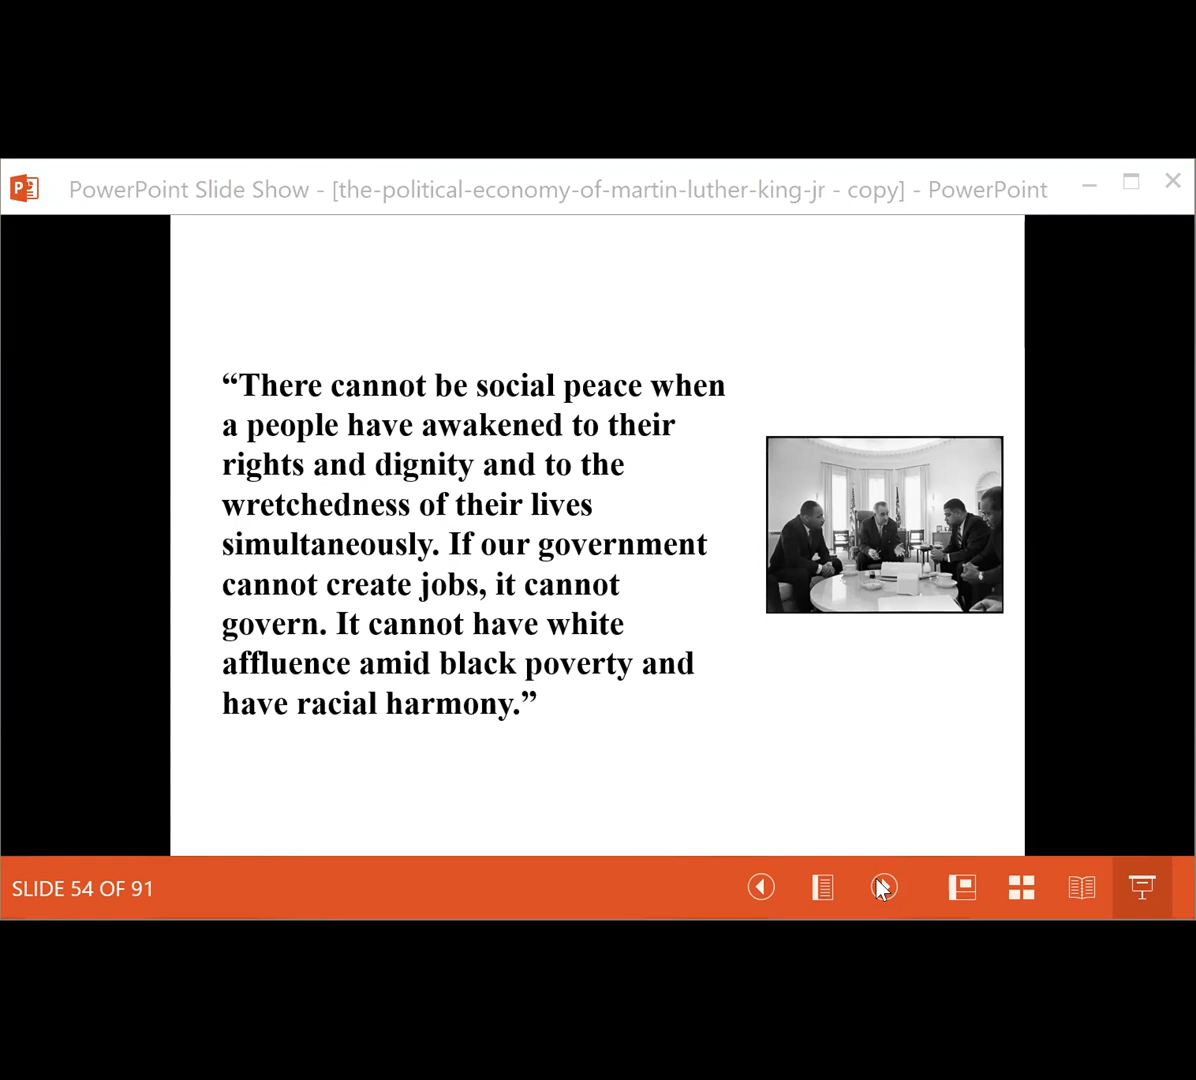 PowerPoint Slide Show - [the-political-economy-of-martin-luther-king-jr - copy] - PowerPoint
“There cannot be social peace when
a people have awakened to their
rights and dignity and to the
wretchedness of their lives
simultaneously. If our government
cannot create jobs, it cannot
govern. It cannot have white
affluence amid black poverty and
have racial harmony.”
SLIDE 54 OF 91